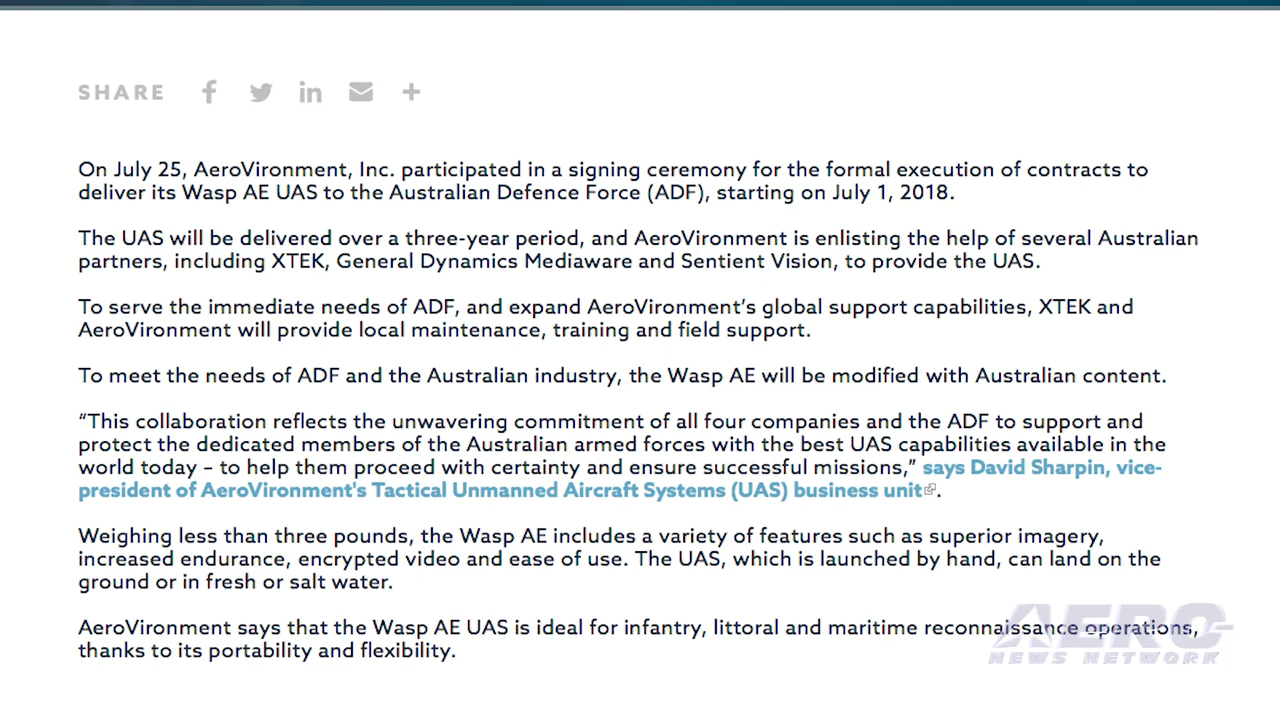 SHARE
On July 25, AeroVironment, Inc. participated in a signing ceremony for the formal execution of contracts to
deliver its Wasp AE UAS to the Australian Defence Force (ADF), starting on July 1, 2018.
The UAS will be delivered over a three-year period, and AeroVironment is enlisting the help of several Australian
partners, including XTEK, General Dynamics Mediaware and Sentient Vision, to provide the UAS.
To serve the immediate needs of ADF, and expand AeroVironment’s global support capabilities, XTEK and
AeroVironment will provide local maintenance, training and field support.
To meet the needs of ADF and the Australian industry, the Wasp AE will be modified with Australian content.
“This collaboration reflects the unwavering commitment of all four companies and the ADF to support and
protect the dedicated members of the Australian armed forces with the best UAS capabilities available in the
world today – to help them proceed with certainty and ensure successful missions,” says David Sharpin, vice-
president of AeroVironment's Tactical Unmanned Aircraft Systems (UAS) business unit.
Weighing less than three pounds, the Wasp AE includes a variety of features such as superior imagery,
increased endurance, encrypted video and ease of use. The UAS, which is launched by hand, can land on the
ground or in fresh or salt water.
AeroVironment says that the Wasp AE UAS is ideal for infantry, littoral and maritime reconnaissance operations,
thanks to its portability and flexibility.
AERO
NEWS NETWORK